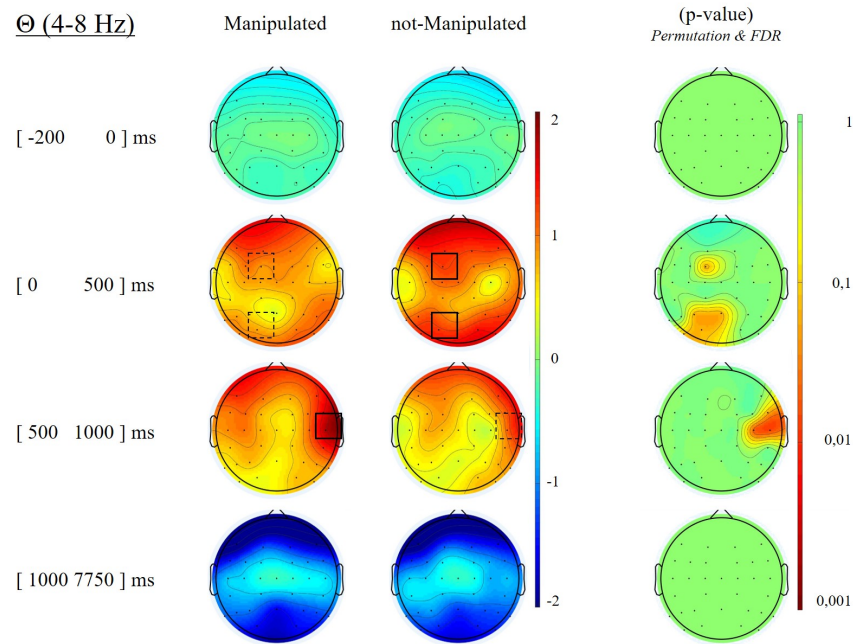 Θ (4-8 Hz)
Manipulated
not-Manipulated
(p-value)
Permutation & FDR
[ -200 0 ] ms
[ 0 500 ] ms
[ 500 1000 ] ms
[ 1000 7750 ] ms
2
1
0
-1
-2
1
0,1
0,01
0,001